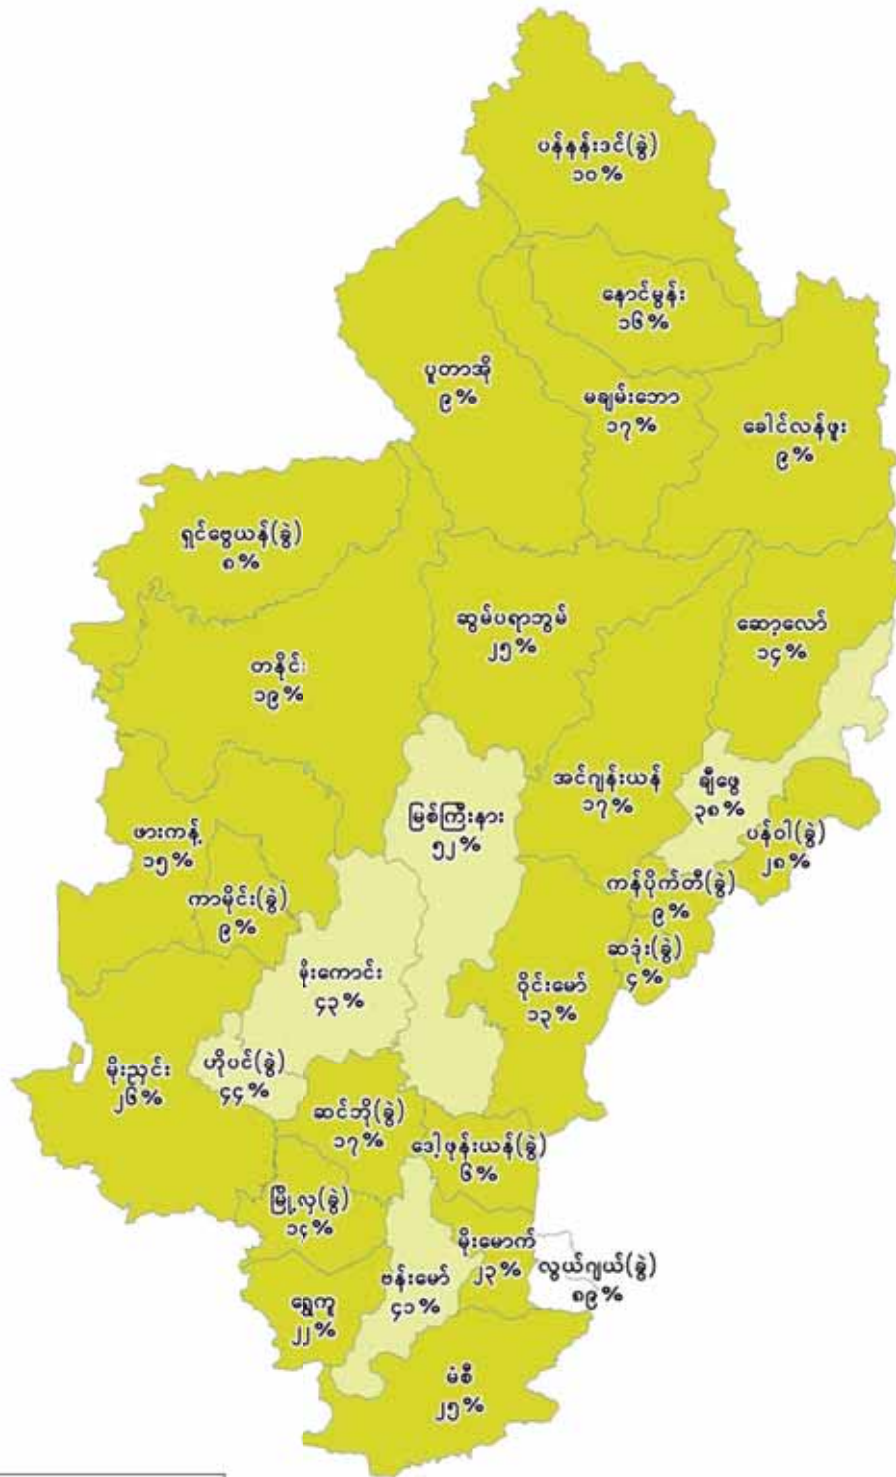 ပန်နန်းဒင်(ခွဲ)
၁၀%
နောင်မွန်း
၁၆%
ပူတာအို
၉%
မချမ်းဘော
၁၇%
ခေါင်လန်ဖူး
၉%
ရှင်ဗွေယန်(ခွဲ)
၈%
ဆွမ်ပရာဘွမ်
၂၅%
ဆော့လော်
၁၄%
တနိုင်း
၁၉%
အင်ဂျန်းယန်
၁၇%
ချီဖွေ
၃၈%
မြစ်ကြီးနား
၅၂%
ဖားကန့်
၁၅%
ပန်ဝါ(ခွဲ)
၂၈%
ကာမိုင်း(ခွဲ)
၉%
ကန်ပိုက်တီ(ခွဲ)
၉%
ဆဒုံး(ခွဲ)
၄%
မိုးကောင်း
၄၃%
ဝိုင်းမော်
၁၃%
မိုးညှင်း
၂၆%
ဟိုပင်(ခွဲ)
၄၄%
ဆင်ဘို(ခွဲ)
၁၇%
ဒေါ့ဖုန်းယန်(ခွဲ)
၆%
မြို့လှ(ခွဲ)
၁၄%
မိုးမောက်
၂၃%
လွယ်ဂျယ်(ခွဲ)
၈၉%
ဗန်းမော်
၄၁%
ရွှေကူ
၂၂%
မံစီ
၂၅%